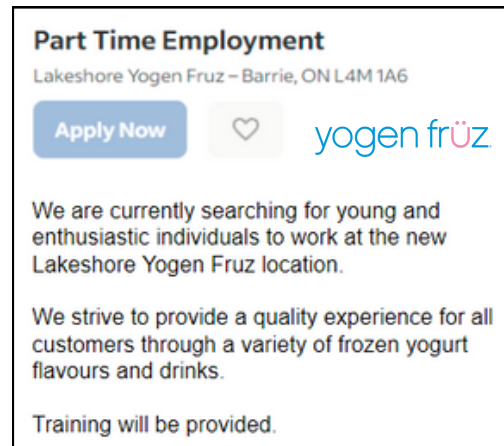 Part Time Employment
Lakeshore Yogen Fruz – Barrie, ON L4M 1A6
Apply Now
yogen früz.
We are currently searching for young and
enthusiastic individuals to work at the new
Lakeshore Yogen Fruz location.
We strive to provide a quality experience for all
customers through a variety of frozen yogurt
flavours and drinks.
Training will be provided.